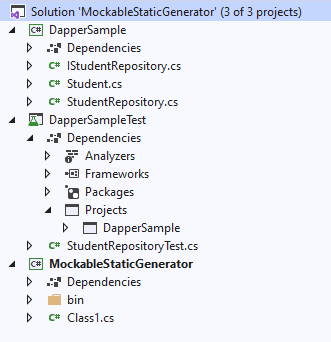 Solution 'MockableStaticGenerator' (3 of 3 projects)
DapperSample
Dependencies
IStudentRepository.cs
Student.cs
StudentRepository.cs
DapperSampleTest
Dependencies
Analyzers
Frameworks
Packages
Projects
DapperSample
StudentRepositoryTest.cs
MockableStaticGenerator
Dependencies
bin
Class1.cs